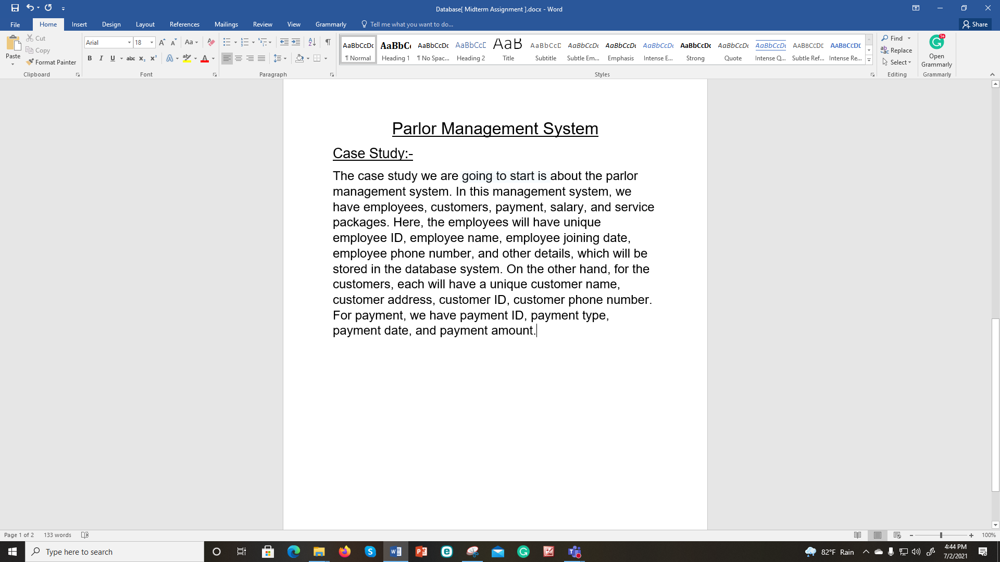 Database[ Midterm Assignment ].docx - Word
File Home Insert Design Layout References Mailings Review View Grammarly Tell me what you want to do... Share
Paste
Cut
Copy
Format Painter
Clipboard
Arial 18
Font
Paragraph
AaBbCcDc AaBbCc AaBbCcDc AaBbCcD AaB AaBbCcD AaBbCcDc AaBbCcDc AaBbCcDc AaBbCcDc AaBbCcDc AaBbCcDc AABBCCDE AABBCCDE
¶ Normal Heading 1 ¶ No Spac... Heading 2 Title Subtitle Subtle Em... Emphasis Intense E... Strong Quote Intense Q... Subtle Ref... Intense Re...
Styles
Find
Replace
Select
Editing
Open
Grammarly
Grammarly
Parlor Management System
Case Study:-
The case study we are going to start is about the parlor
management system. In this management system, we
have employees, customers, payment, salary, and service
packages. Here, the employees will have unique
employee ID, employee name, employee joining date,
employee phone number, and other details, which will be
stored in the database system. On the other hand, for the
customers, each will have a unique customer name,
customer address, customer ID, customer phone number.
For payment, we have payment ID, payment type,
payment date, and payment amount.
Page 1 of 2 133 words 100%
Type here to search
82°F Rain
4:44 PM
7/2/2021